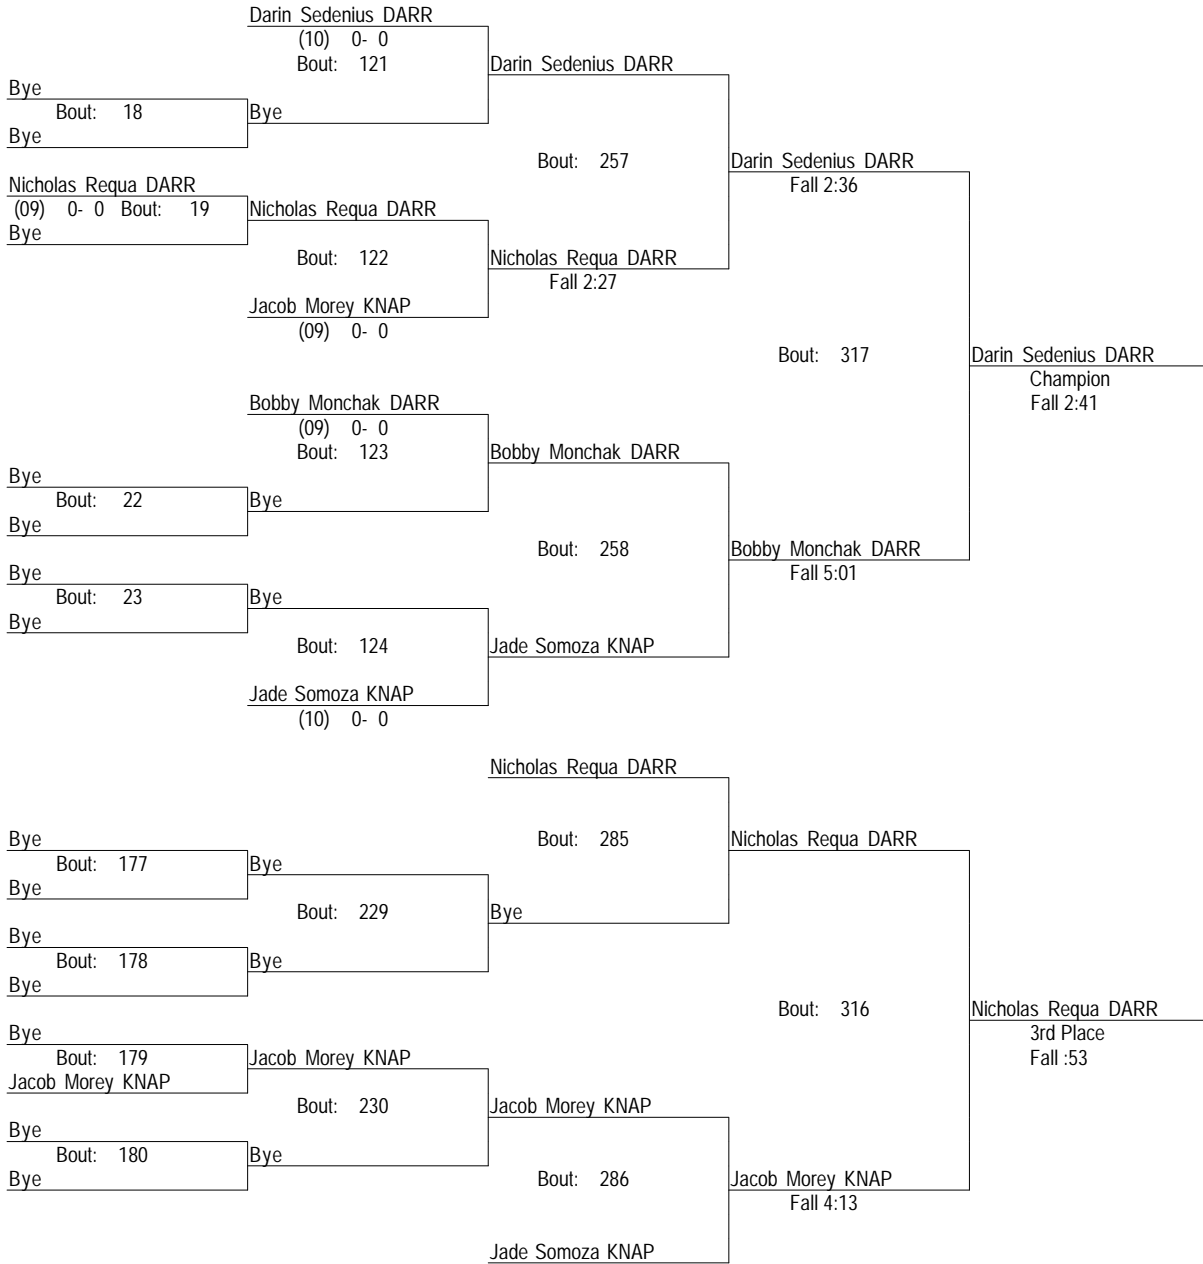 Darin Sedenius DARR
(10) 0- 0
Bout: 121
Darin Sedenius DARR
Bye
Bout: 18
Bye
Bye
Bout: 257
Darin Sedenius DARR
Fall 2:36
Nicholas Requa DARR
(09) 0- 0 Bout: 19
Nicholas Requa DARR
Bye
Bout: 122
Nicholas Requa DARR
Fall 2:27
Jacob Morey KNAP
(09) 0- 0
Bout: 317
Darin Sedenius DARR
Champion
Fall 2:41
Bobby Monchak DARR
(09) 0- 0
Bout: 123
Bobby Monchak DARR
Bye
Bout: 22
Bye
Bye
Bout: 258
Bobby Monchak DARR
Fall 5:01
Bye
Bout: 23
Bye
Bye
Bout: 124
Jade Somoza KNAP
Jade Somoza KNAP
(10) 0- 0
Nicholas Requa DARR
Bout: 285
Nicholas Requa DARR
Bye
Bout: 177
Bye
Bye
Bout: 229
Bye
Bye
Bout: 178
Bye
Bye
Bout: 316
Nicholas Requa DARR
3rd Place
Fall :53
Bye
Bout: 179
Jacob Morey KNAP
Jacob Morey KNAP
Bout: 230
Jacob Morey KNAP
Bye
Bout: 180
Bye
Bye
Bout: 286
Jacob Morey KNAP
Fall 4:13
Jade Somoza KNAP